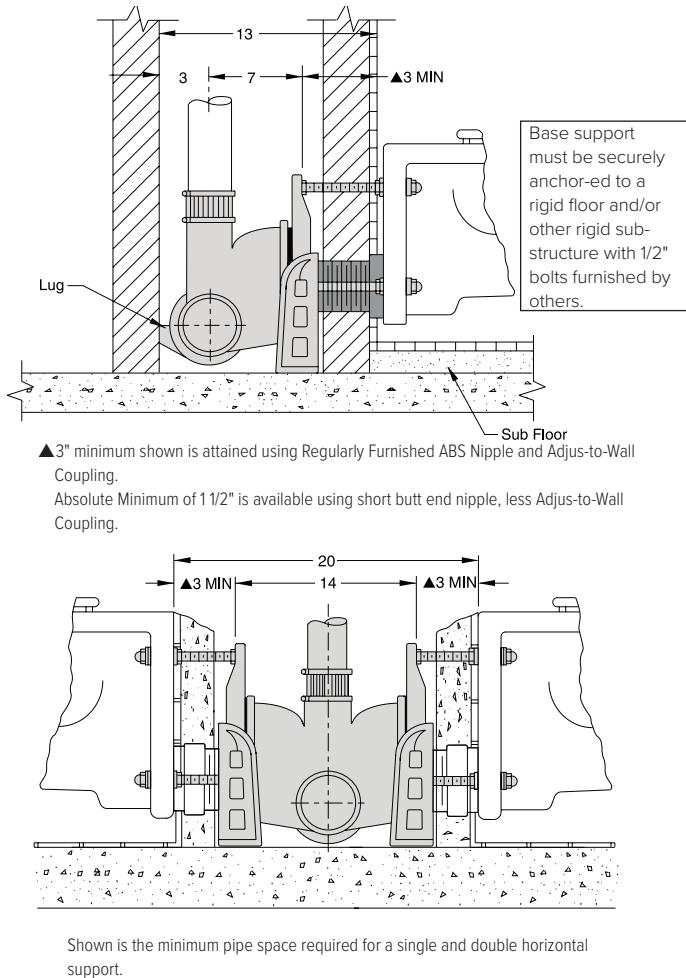 13
3
7
▲3 MIN
Base support
must be securely
anchor-ed to a
rigid floor and/or
other rigid sub-
structure with 1/2"
bolts furnished by
others.
Lug
Sub Floor
▲3" minimum shown is attained using Regularly Furnished ABS Nipple and Adjus-to-Wall
Coupling.
Absolute Minimum of 1 1/2" is available using short butt end nipple, less Adjus-to-Wall
Coupling.
20
▲3 MIN
14
▲3 MIN
Shown is the minimum pipe space required for a single and double horizontal
support.